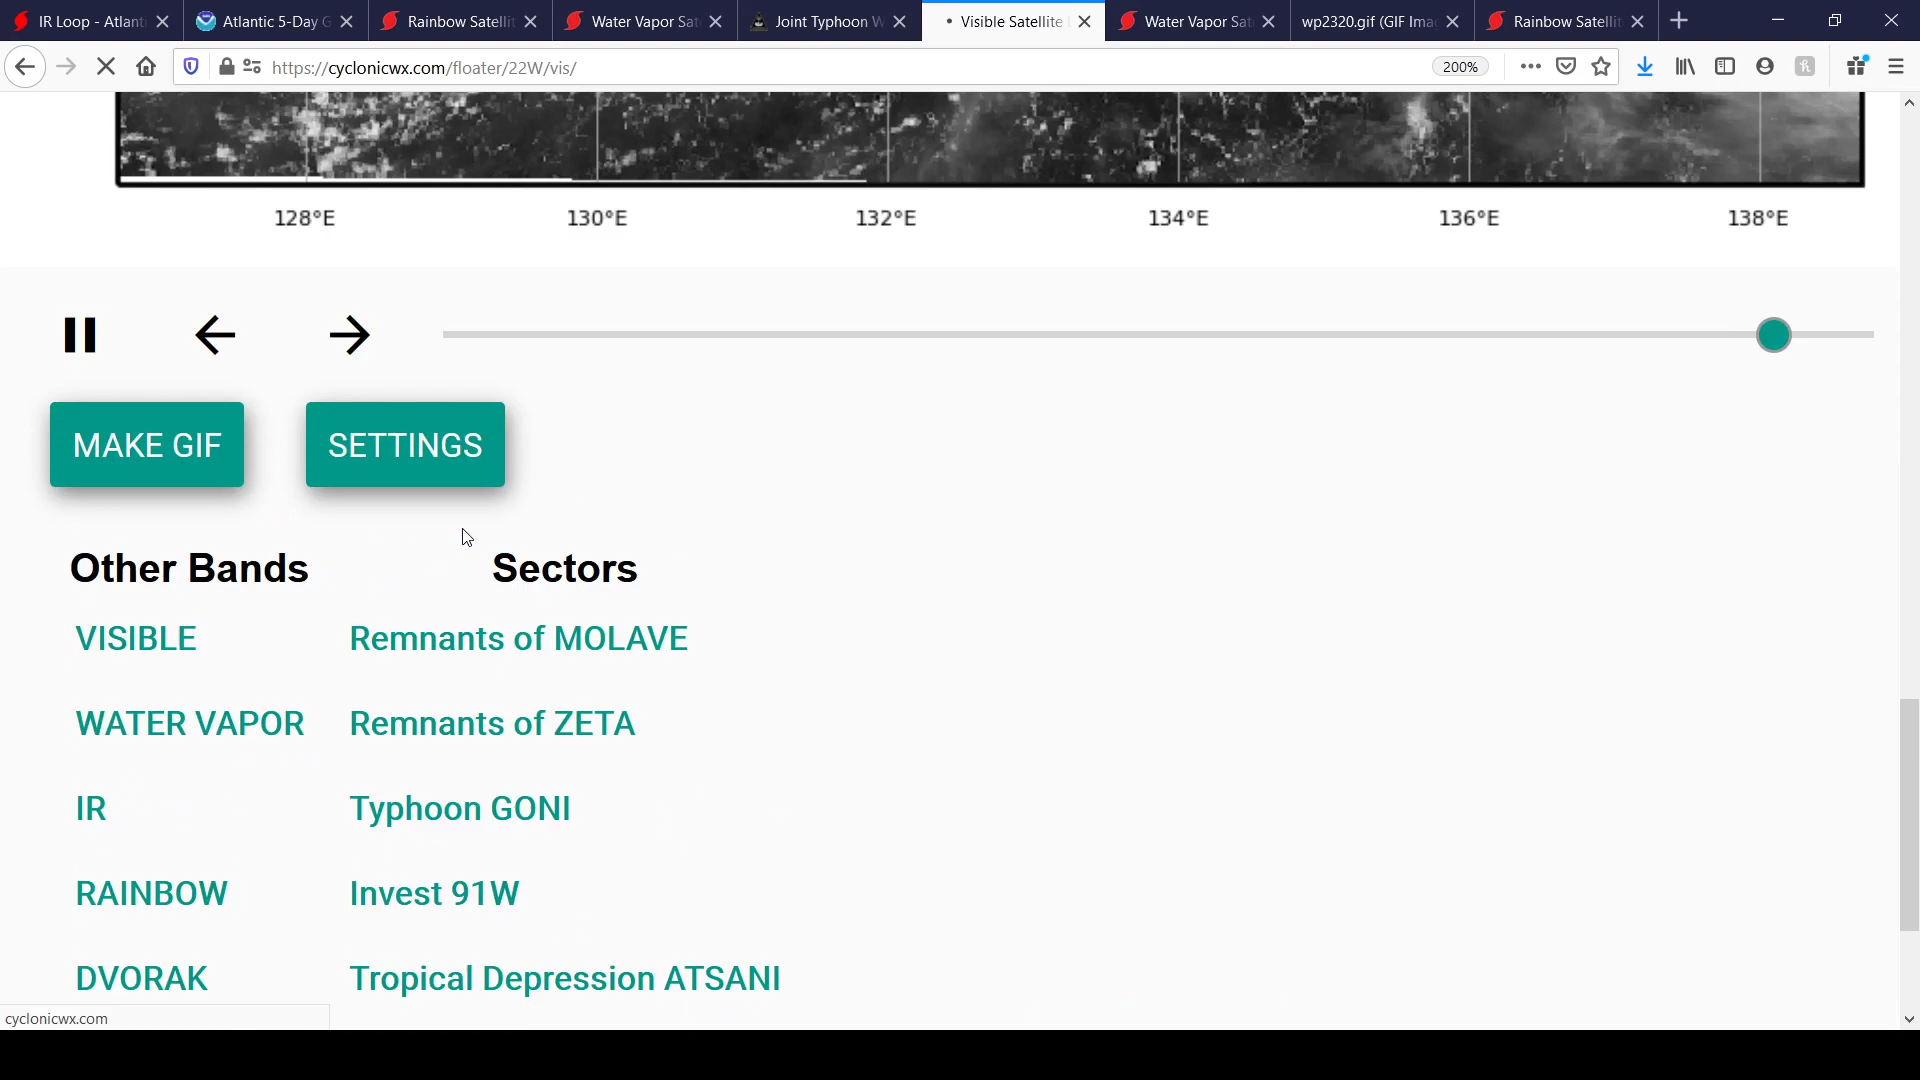 IR Loop - Atlant
Atlantic 5-Day G
Rainbow Satellit
Water Vapor Sat
Joint Typhoon W
Visible Satellite
Water Vapor Sat
wp2320.gif (GIF Ima
Rainbow Satellit
https://cyclonicwx.com/floater/22W/vis/
200%
128°E 130°E 132°E 134°E 136°E 138°E
MAKE GIF
SETTINGS
Other Bands
Sectors
VISIBLE
Remnants of MOLAVE
WATER VAPOR
Remnants of ZETA
IR
Typhoon GONI
RAINBOW
Invest 91W
DVORAK
Tropical Depression ATSANI
cyclonicwx.com